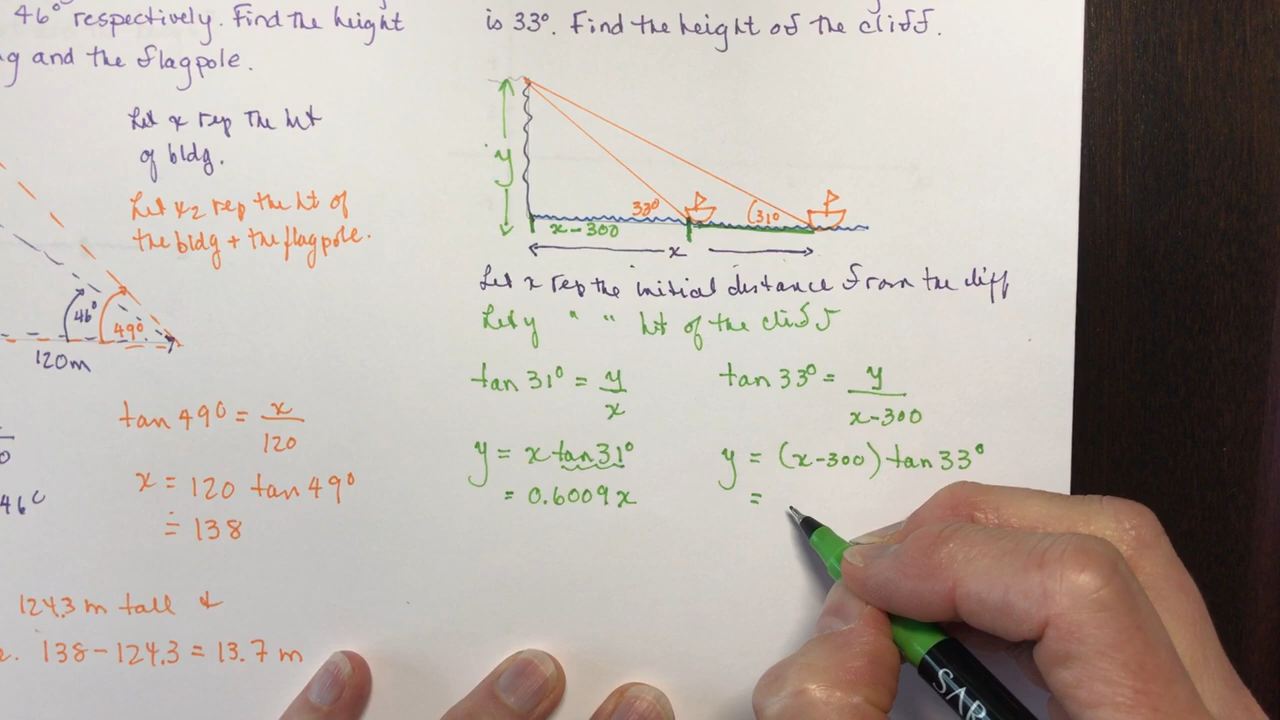 46° respectively. Find the height
g and the flagpole.
Let x rep the ht
of bldg.
Let x2 rep the ht of
the bldg + the flagpole.
46°
49°
120m
tan 49° = x/120
x = 120 tan 49°
≐ 138
46°
124.3 m tall &
138 - 124.3 = 13.7 m
is 33°. Find the height of the cliff.
y
33°
31°
x-300
x
Let x rep the initial distance from the cliff
Let y " " ht of the cliff
tan 31° = y/x
y = x tan 31°
= 0.6009x
tan 33° = y/x-300
y = (x-300) tan 33°
=
SAR